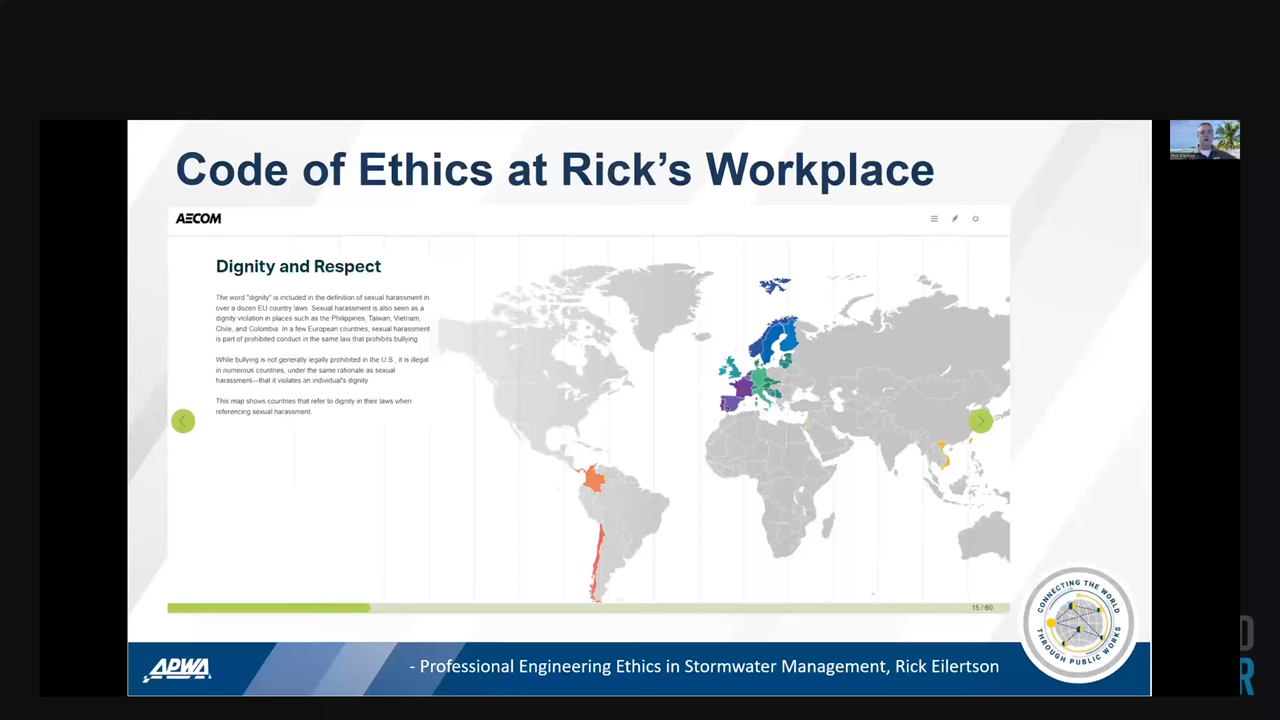 Code of Ethics at Rick's Workplace
Rick Eilertson
AECOM
Dignity and Respect
The word "dignity" is included in the definition of sexual harassment in
over a dozen EU country laws. Sexual harassment is also seen as a
dignity violation in places such as the Philippines, Taiwan, Vietnam,
Chile, and Colombia. In a few European countries, sexual harassment
is part of prohibited conduct in the same law that prohibits bullying.
While bullying is not generally legally prohibited in the U.S., it is illegal
in numerous countries, under the same rationale as sexual
harassment—that it violates an individual's dignity.
This map shows countries that refer to dignity in their laws when
referencing sexual harassment.
15 / 60
CONNECTING THE WORLD
THROUGH PUBLIC WORKS
APWA
- Professional Engineering Ethics in Stormwater Management, Rick Eilertson
D
R